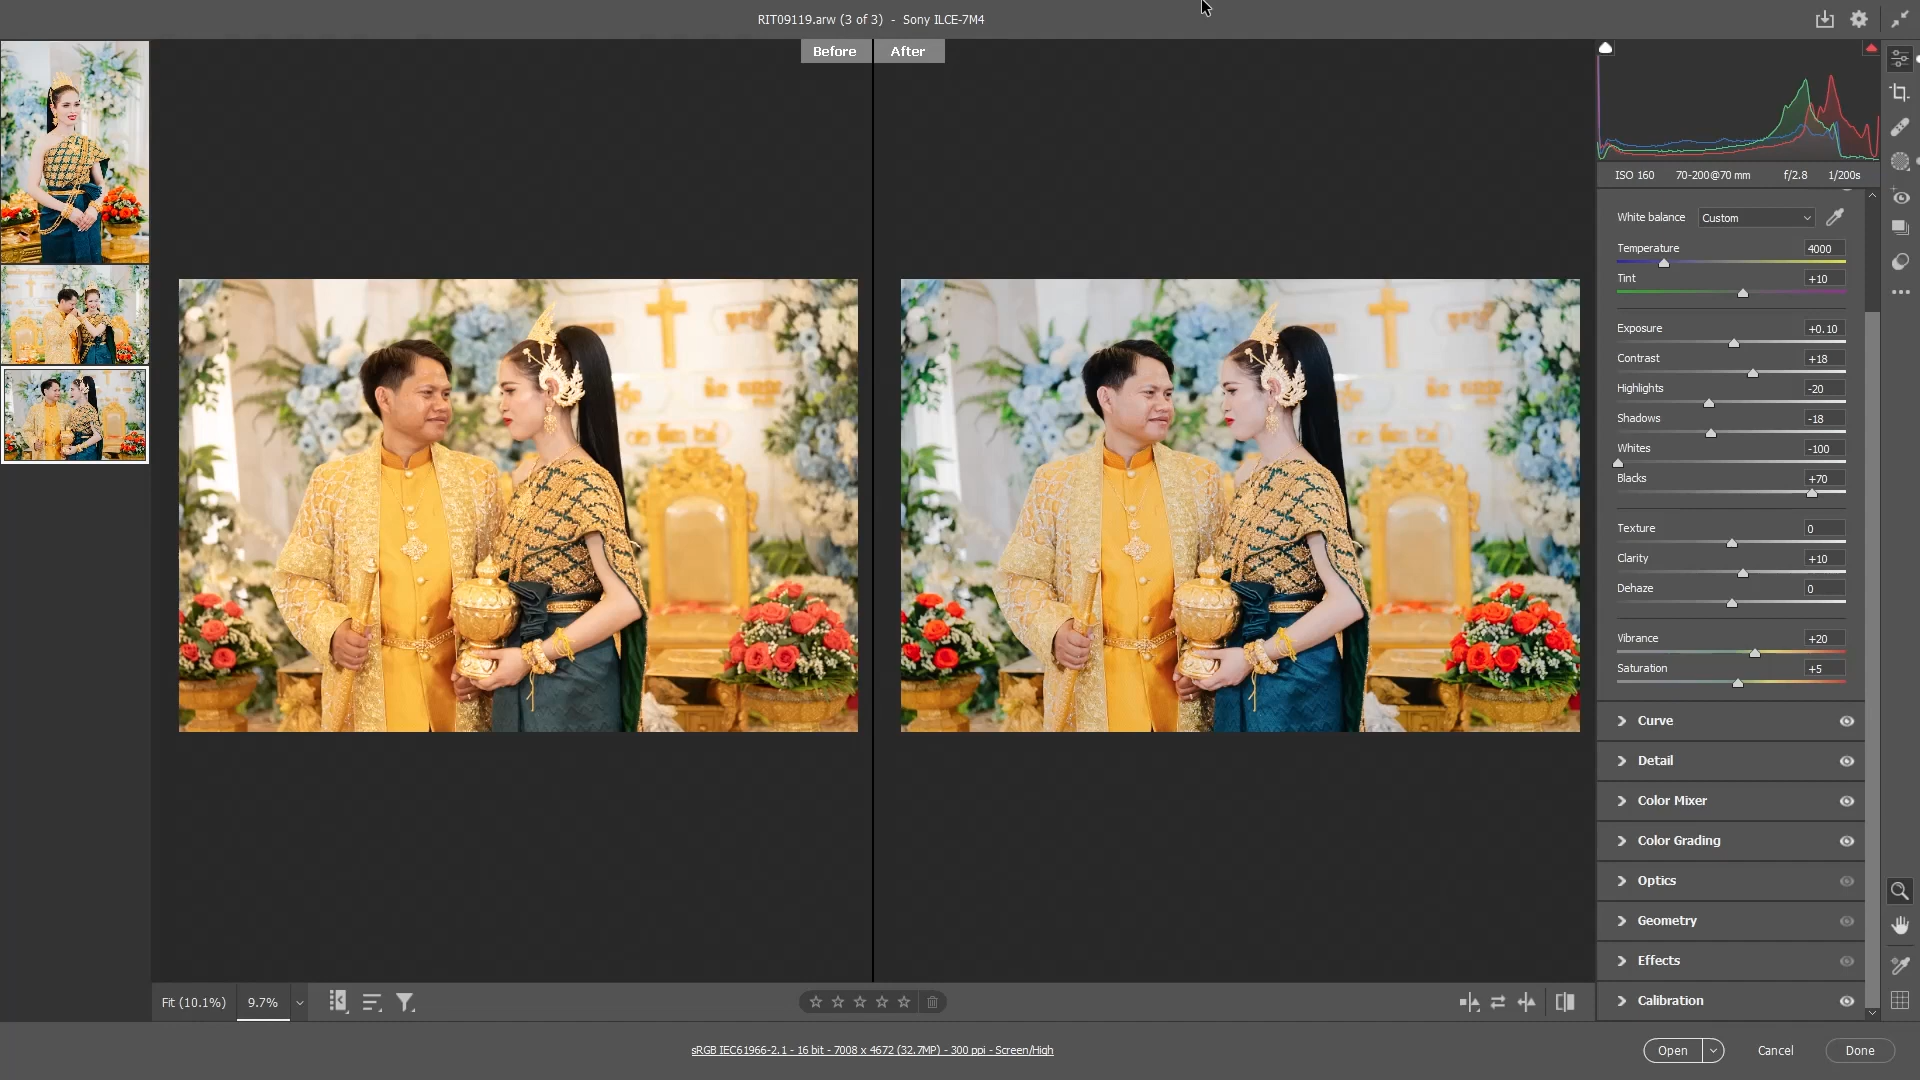 RIT09119.arw (3 of 3) - Sony ILCE-7M4
Before
After
ISO 160 70-200@70 mm f/2.8 1/200s
White balance Custom
Temperature 4000
Tint +10
Exposure +0.10
Contrast +18
Highlights -20
Shadows -18
Whites -100
Blacks +70
Texture 0
Clarity +10
Dehaze 0
Vibrance +20
Saturation +5
Curve
Detail
Color Mixer
Color Grading
Optics
Geometry
Effects
Calibration
Fit (10.1%) 9.7%
sRGB IEC61966-2.1 - 16 bit - 7008 x 4672 (32.7MP) - 300 ppi - Screen/High
Open
Cancel
Done